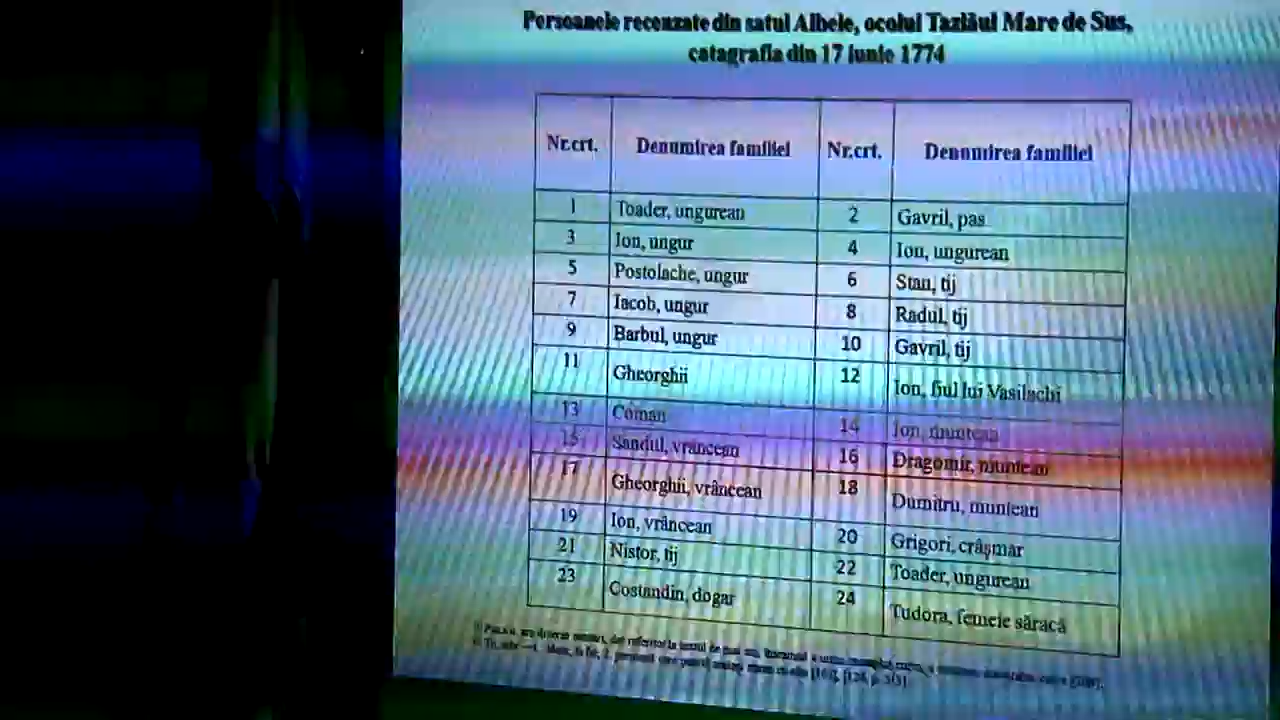 Persoanele recenzate din satul Albele, ocolul Tazlăul Mare de Sus,
catagrafia din 17 iunie 1774
Nr.crt. Denumirea familiei Nr.crt. Denumirea familiei
1 Toader, ungurean 2 Gavril, pas
3 Ion, ungur 4 Ion, ungurean
5 Postolache, ungur 6 Stan, tij
7 Iacob, ungur 8 Radul, tij
9 Barbul, ungur 10 Gavril, tij
11 Gheorghii 12 Ion, fiul lui Vasilachi
13 Coman 14 Ion, muntean
15 Sandul, vrâncean 16 Dragomir, muntean
17 Gheorghii, vrâncean 18 Dumitru, muntean
19 Ion, vrâncean 20 Grigori, crâșmar
21 Nistor, tij 22 Toader, ungurean
23 Costandin, dogar 24 Tudora, femeie săracă